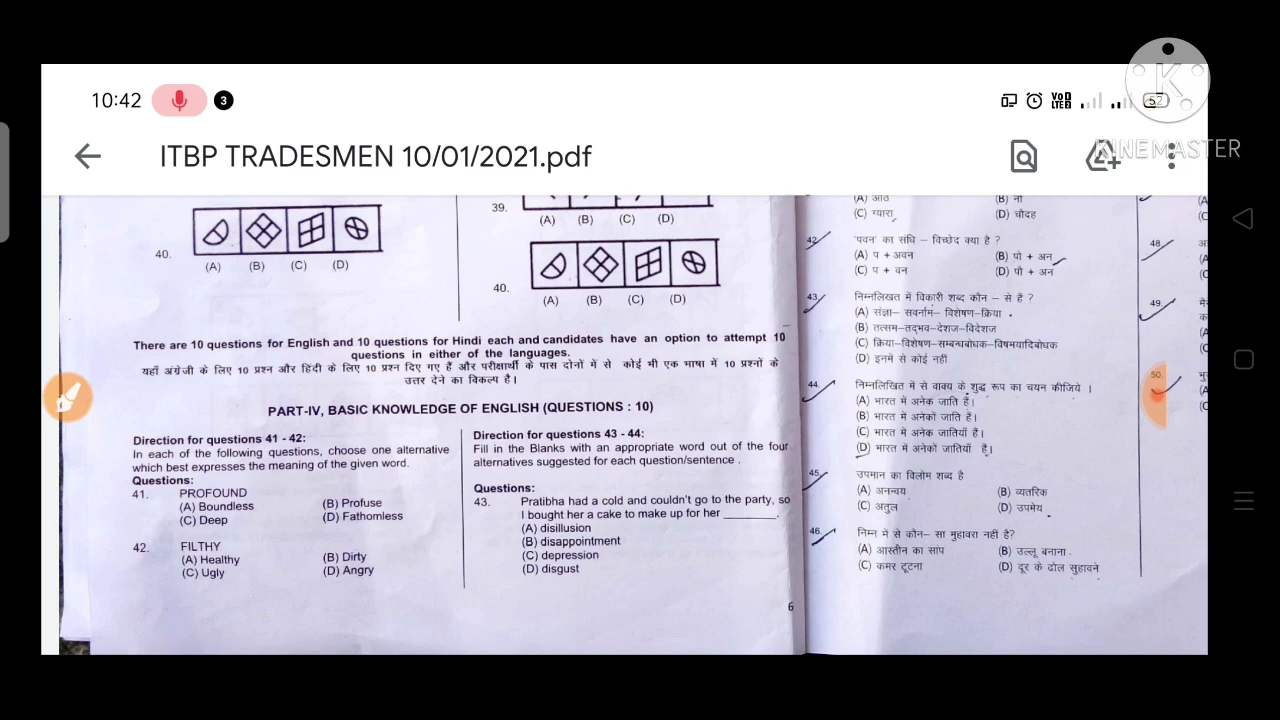 10:42
3
VoD
LTE2
52
K
KINEMASTER
ITBP TRADESMEN 10/01/2021.pdf
39.
(A) (B) (C) (D)
40.
(A) (B) (C) (D)
40.
(A) (B) (C) (D)
There are 10 questions for English and 10 questions for Hindi each and candidates have an option to attempt 10
questions in either of the languages.
यहाँ अंग्रेजी के लिए 10 प्रश्न और हिंदी के लिए 10 प्रश्न दिए गए हैं और परीक्षार्थी के पास दोनों में से कोई भी एक भाषा में 10 प्रश्नों के
उत्तर देने का विकल्प है।
PART-IV, BASIC KNOWLEDGE OF ENGLISH (QUESTIONS : 10)
Direction for questions 41 - 42:
In each of the following questions, choose one alternative
which best expresses the meaning of the given word.
Questions:
41. PROFOUND
(A) Boundless (B) Profuse
(C) Deep (D) Fathomless
42. FILTHY
(A) Healthy (B) Dirty
(C) Ugly (D) Angry
Direction for questions 43 - 44:
Fill in the Blanks with an appropriate word out of the four
alternatives suggested for each question/sentence .
Questions:
43. Pratibha had a cold and couldn't go to the party, so
I bought her a cake to make up for her ________.
(A) disillusion
(B) disappointment
(C) depression
(D) disgust
6
(A) आठ (B) नौ
(C) ग्यारा (D) चौदह
42. 'पवन' का संधि - विच्छेद क्या है ?
(A) प + अवन (B) पो + अन
(C) प + वन (D) पौ + अन
43. निम्नलिखत में विकारी शब्द कौन - से हैं ?
(A) संज्ञा- सवर्नाम- विशेषण-क्रिया
(B) तत्सम-तद्भव-देशज-विदेशज
(C) क्रिया-विशेषण-सम्बन्धबोधक-विषमयादिबोधक
(D) इनमे से कोई नहीं
44. निम्नलिखित में से वाक्य के शुद्ध रूप का चयन कीजिये ।
(A) भारत में अनेक जाति हैं।
(B) भारत में अनेकों जाति हैं।
(C) भारत में अनेक जातियाँ हैं।
(D) भारत में अनेकों जातियाँ हैं।
45. उपमान का विलोम शब्द है
(A) अनन्वय (B) व्यतरिक
(C) अतुल (D) उपमेय
46. निम्न में से कौन- सा मुहावरा नहीं है?
(A) आस्तीन का सांप (B) उल्लू बनाना
(C) कमर टूटना (D) दूर के ढोल सुहावने
48.
49.
50.